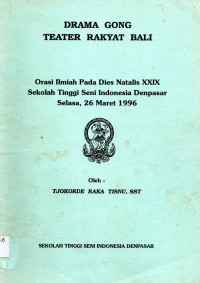 DRAMA GONG
TEATER RAKYAT BALI
Orasi Ilmiah Pada Dies Natalis XXIX
Sekolah Tinggi Seni Indonesia Denpasar
Selasa, 26 Maret 1996
Oleh :
TJOKORDE RAKA TISNU, SST
SEKOLAH TINGGI SENI INDONESIA DENPASAR